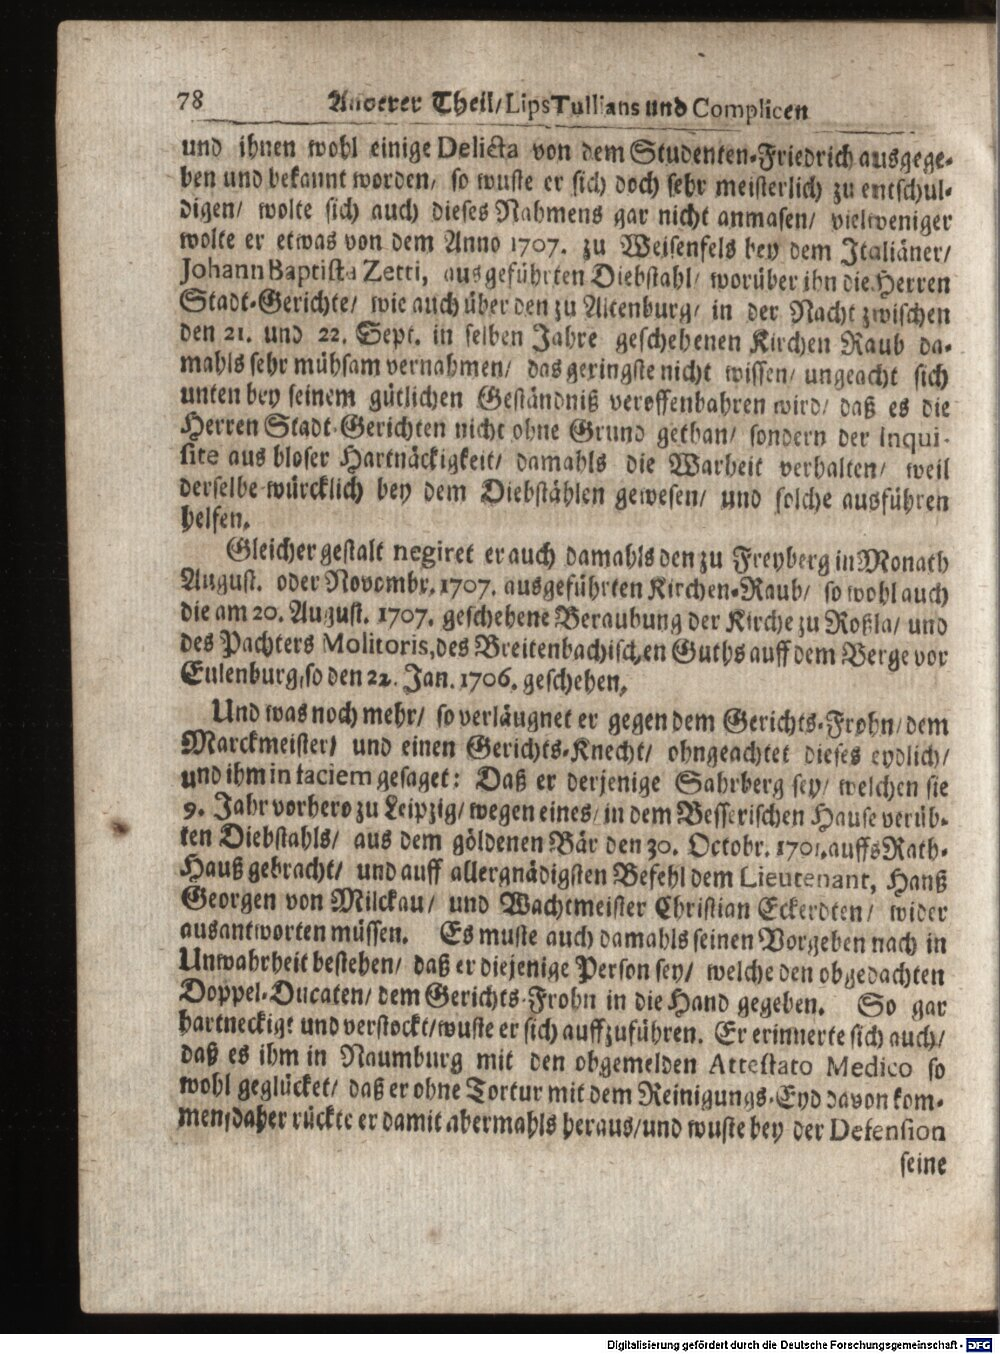 78 Anderer Theil/ Lips Tullians und Complicen
und ihnen wohl einige Delicta von dem Studenten-Friedrich ausgege-
ben und bekannt worden/ so wuste er sich doch sehr meisterlich zu entschul-
digen/ wolte sich auch dieses Nahmens gar nicht anmasen/ vielweniger
wolte er etwas von dem Anno 1707. zu Weisenfels bey dem Italiäner/
Johann Baptista Zetti, ausgeführten Diebstahl/ worüber ihn die Herren
Stadt-Gerichte/ wie auch über den zu Altenburg/ in der Nacht zwischen
den 21. und 22. Sept. in selben Jahre geschehenen Kirchen Raub da-
mahls sehr mühsam vernahmen/ das geringste nicht wissen/ ungeacht sich
unten bey seinem gütlichen Geständniß veroffenbahren wird/ daß es die
Herren Stadt-Gerichten nicht ohne Grund gethan/ sondern der Inqui-
site aus bloser Hartnäckigkeit/ damahls die Warheit verhalten/ weil
derselbe würcklich bey dem Diebstählen gewesen/ und solche ausführen
helfen.
Gleicher gestalt negiret er auch damahls den zu Freyberg in Monath
August. oder Novembr. 1707. ausgeführten Kirchen-Raub/ so wohl auch
die am 20. August. 1707. geschehene Beraubung der Kirche zu Roßla/ und
des Pachters Molitoris, des Breitenbachischen Guths auff dem Berge vor
Eulenburg, so den 22. Jan. 1706. geschehen.
Und was noch mehr/ so verläugnet er gegen dem Gerichts-Frohn/ dem
Marckmeister/ und einen Gerichts-Knecht/ ohngeachtet dieses eydlich/
und ihm in faciem gesaget: Daß er derjenige Sahrberg sey/ welchen sie
9. Jahr vorhero zu Leipzig/ wegen eines/ in dem Besserischen Hause verüb-
ten Diebstahls/ aus dem göldenen Bär den 30. Octobr. 1701. auffs Rath-
Hauß gebracht/ und auff allergnädigsten Befehl dem Lieutenant, Hanß
Georgen von Milckau/ und Wachtmeister Christian Eckerdten/ wider
ausantworten müssen. Es muste auch damahls seinen Vorgeben nach in
Unwahrheit bestehen/ daß er diejenige Person sey/ welche den obgedachten
Doppel-Ducaten/ dem Gerichts-Frohn in die Hand gegeben. So gar
hartneckigt und verstockt/ wuste er sich auffzuführen. Er erinnerte sich auch/
daß es ihm in Naumburg mit den obgemelden Attestato Medico so
wohl geglücket/ daß er ohne Tortur mit dem Reinigungs-Eyd davon kom-
men/ daher rückte er damit abermahls heraus/ und wuste bey der Defension
seine
Digitalisierung gefördert durch die Deutsche Forschungsgemeinschaft - DFG